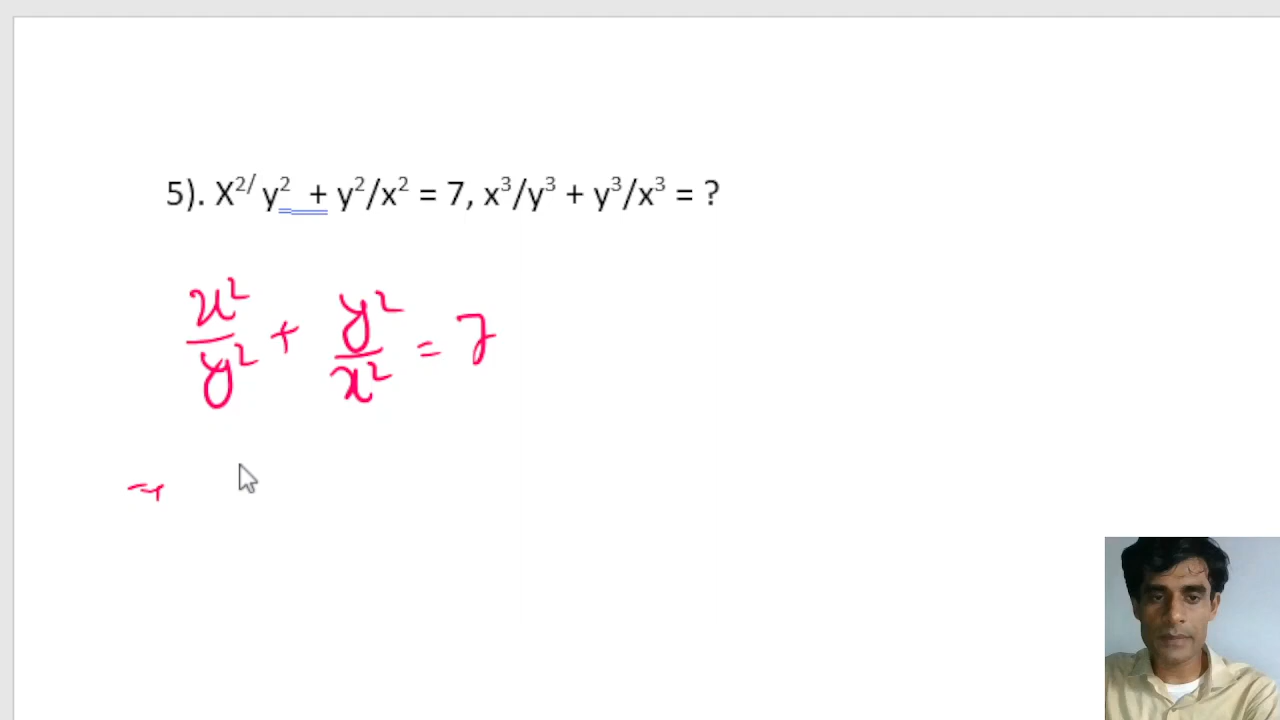 5). X²/ y² + y²/x² = 7, x³/y³ + y³/x³ = ?
x²/y² + y²/x² = 7
⇒